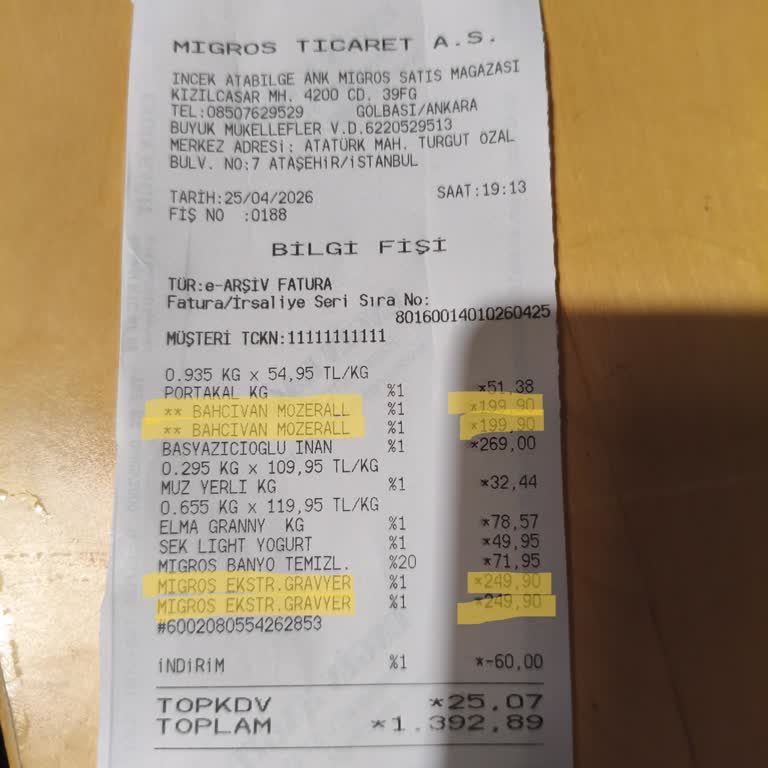 MIGROS TICARET A.S.
INCEK ATABILGE ANK MIGROS SATIS MAGAZASI
KIZILCASAR MH. 4200 CD. 39FG
TEL:08507629529 GOLBASI/ANKARA
BUYUK MUKELLEFLER V.D.6220529513
MERKEZ ADRESİ: ATATÜRK MAH. TURGUT ÖZAL
BULV. NO:7 ATAŞEHİR/İSTANBUL
TARİH:25/04/2026 SAAT:19:13
FİŞ NO :0188
BİLGİ FİŞİ
TÜR:e-ARŞİV FATURA
Fatura/İrsaliye Seri Sıra No:
80160014010260425
MÜŞTERİ TCKN:11111111111
0.935 KG x 54,95 TL/KG
PORTAKAL KG %1 *51,38
** BAHCIVAN MOZERALL %1 *199,90
** BAHCIVAN MOZERALL %1 *199,90
BASYAZICIOGLU INAN %1 *269,00
0.295 KG x 109,95 TL/KG
MUZ YERLI KG %1 *32,44
0.655 KG x 119,95 TL/KG
ELMA GRANNY KG %1 *78,57
SEK LIGHT YOGURT %1 *49,95
MIGROS BANYO TEMIZL. %20 *71,95
MIGROS EKSTR.GRAVYER %1 *249,90
MIGROS EKSTR.GRAVYER %1 *249,90
#6002080554262853
İNDİRİM %1 *-60,00
TOPKDV *25,07
TOPLAM *1.392,89